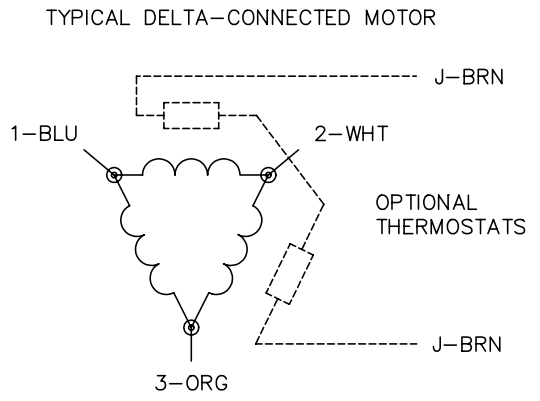 TYPICAL DELTA-CONNECTED MOTOR
J-BRN
1-BLU
2-WHT
OPTIONAL
THERMOSTATS
J-BRN
3-ORG